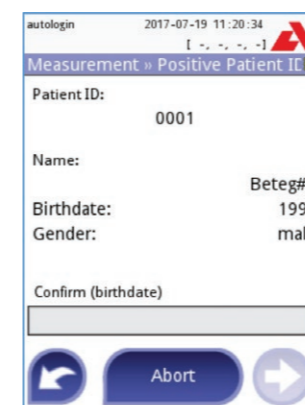 autologin 2017-07-19 11:20:34
[ -, -, -, -]
Measurement » Positive Patient ID
Patient ID:
0001
Name:
Beteg#
Birthdate: 199
Gender: mal
Confirm (birthdate)
Abort